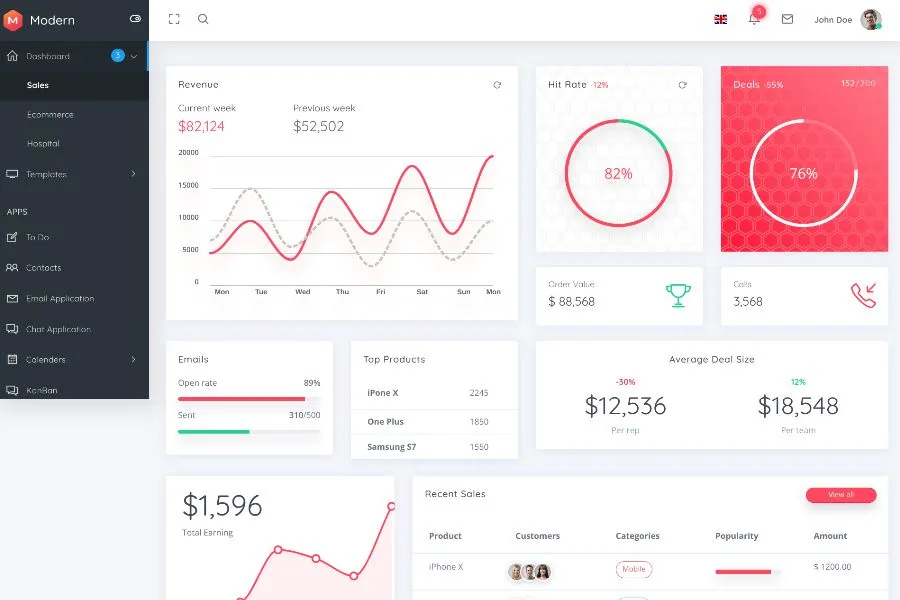 Modern
Dashboard 3
Sales
Ecommerce
Hospital
Templates
APPS
To Do
Contacts
Email Application
Chat Application
Calenders
KanBan
5
John Doe
Revenue
Current week Previous week
$82,124 $52,502
20000
15000
10000
5000
0
Mon Tue Wed Thu Fri Sat Sun Mon
Hit Rate -12%
82%
Deals -55% 152/200
76%
Order Value
$ 88,568
Calls
3,568
Emails
Open rate 89%
Sent 310/500
Top Products
iPone X 2245
One Plus 1850
Samsung S7 1550
Average Deal Size
-30% 12%
$12,536 $18,548
Per rep Per team
$1,596
Total Earning
Recent Sales View all
Product Customers Categories Popularity Amount
iPhone X Mobile $ 1200.00